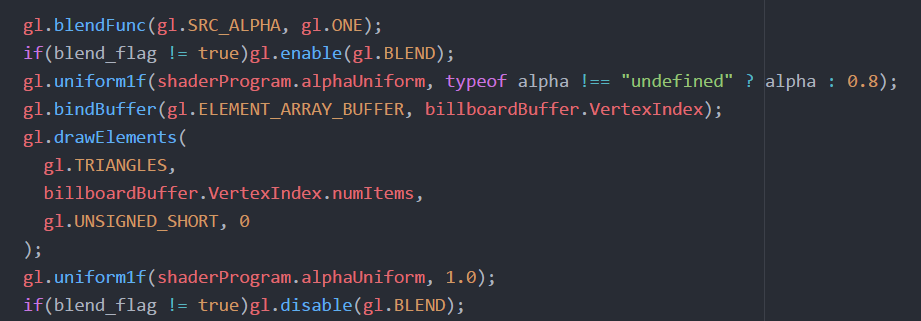 gl.blendFunc(gl.SRC_ALPHA, gl.ONE);
if(blend_flag != true)gl.enable(gl.BLEND);
gl.uniform1f(shaderProgram.alphaUniform, typeof alpha !== "undefined" ? alpha : 0.8);
gl.bindBuffer(gl.ELEMENT_ARRAY_BUFFER, billboardBuffer.VertexIndex);
gl.drawElements(
  gl.TRIANGLES,
  billboardBuffer.VertexIndex.numItems,
  gl.UNSIGNED_SHORT, 0
);
gl.uniform1f(shaderProgram.alphaUniform, 1.0);
if(blend_flag != true)gl.disable(gl.BLEND);